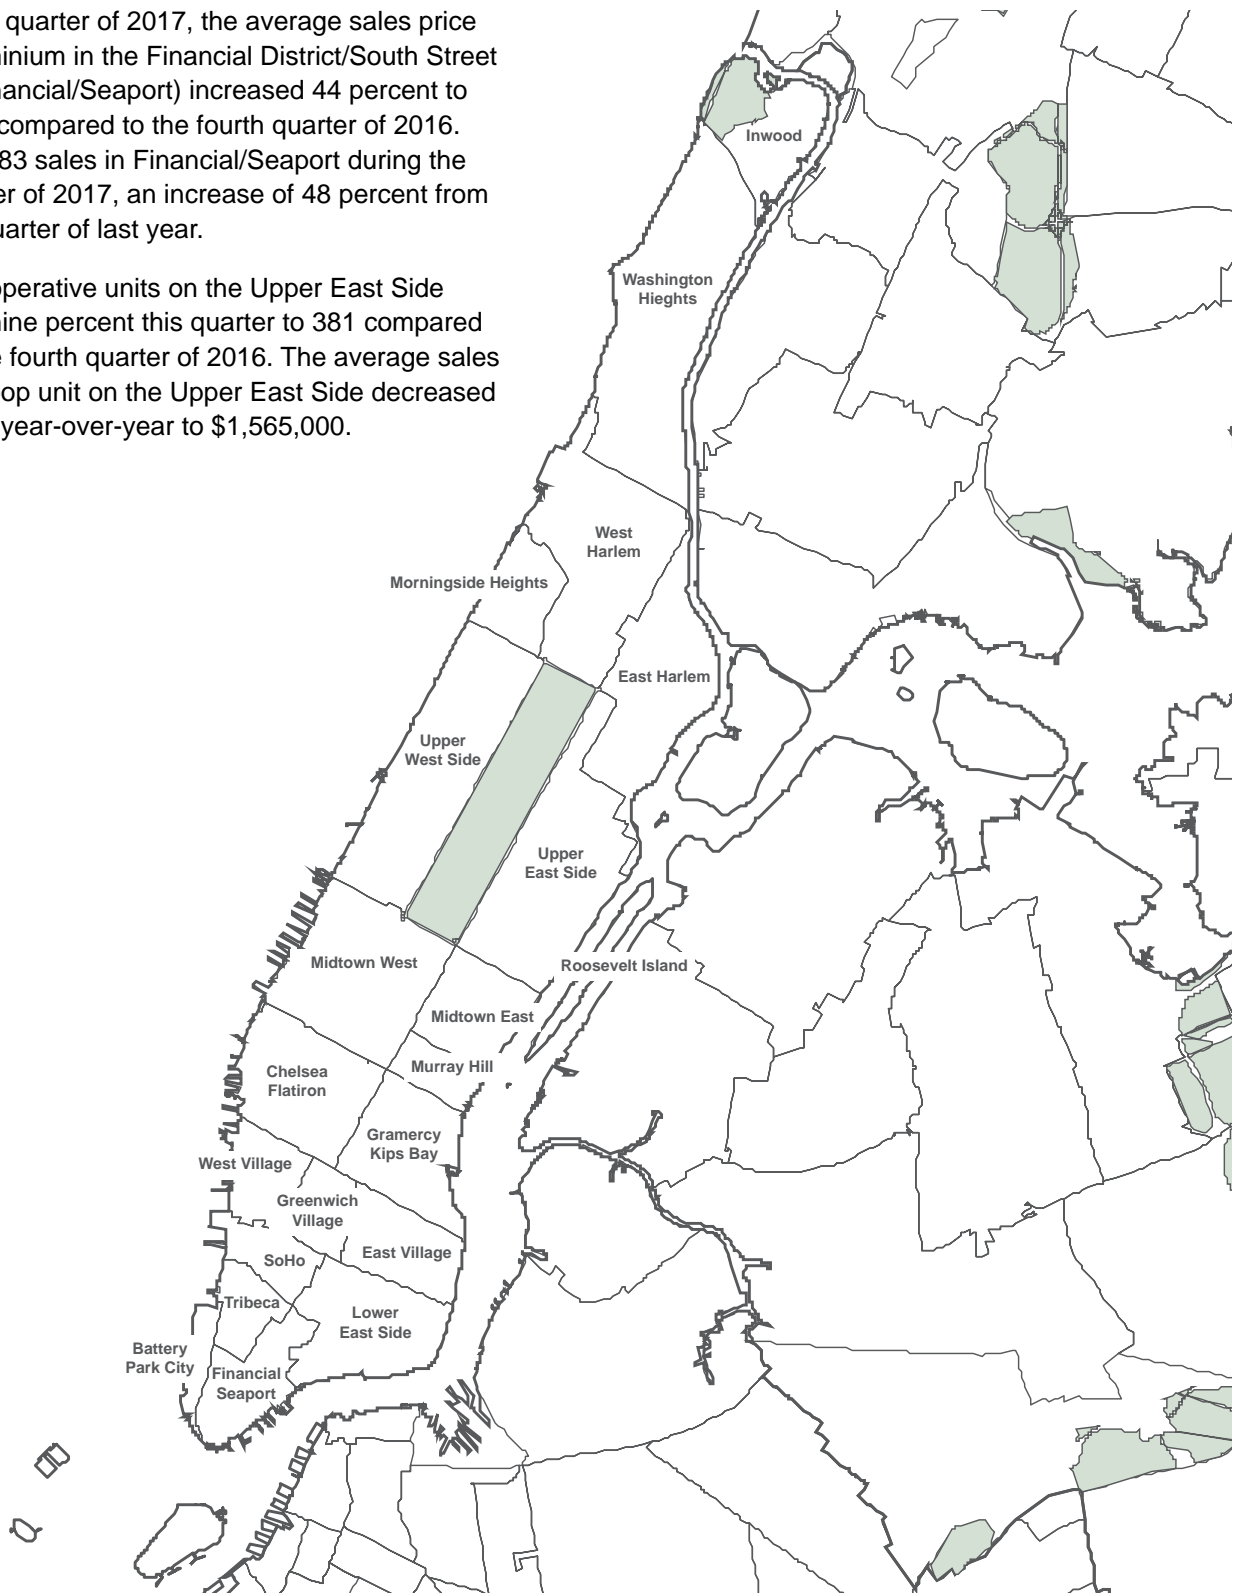 quarter of 2017, the average sales price
inium in the Financial District/South Street
ancial/Seaport) increased 44 percent to
compared to the fourth quarter of 2016.
83 sales in Financial/Seaport during the
er of 2017, an increase of 48 percent from
uarter of last year.
perative units on the Upper East Side
ine percent this quarter to 381 compared
e fourth quarter of 2016. The average sales
op unit on the Upper East Side decreased
year-over-year to $1,565,000.
Inwood
Washington
Hieghts
West
Harlem
Morningside Heights
East Harlem
Upper
West Side
Upper
East Side
Midtown West
Roosevelt Island
Midtown East
Murray Hill
Chelsea
Flatiron
Gramercy
Kips Bay
West Village
Greenwich
Village
East Village
SoHo
Tribeca
Lower
East Side
Battery
Park City
Financial
Seaport